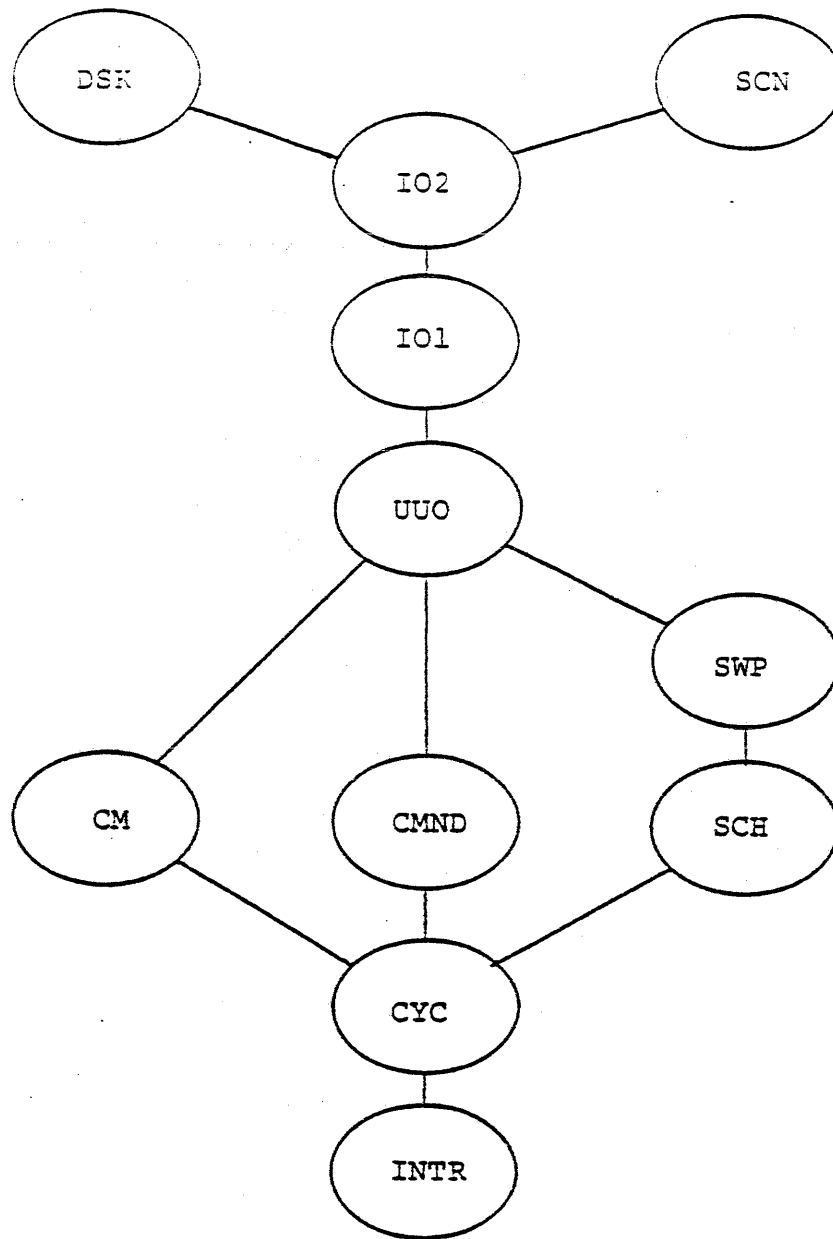 DSK
SCN
IO2
IO1
UUO
SWP
CM
CMND
SCH
CYC
INTR